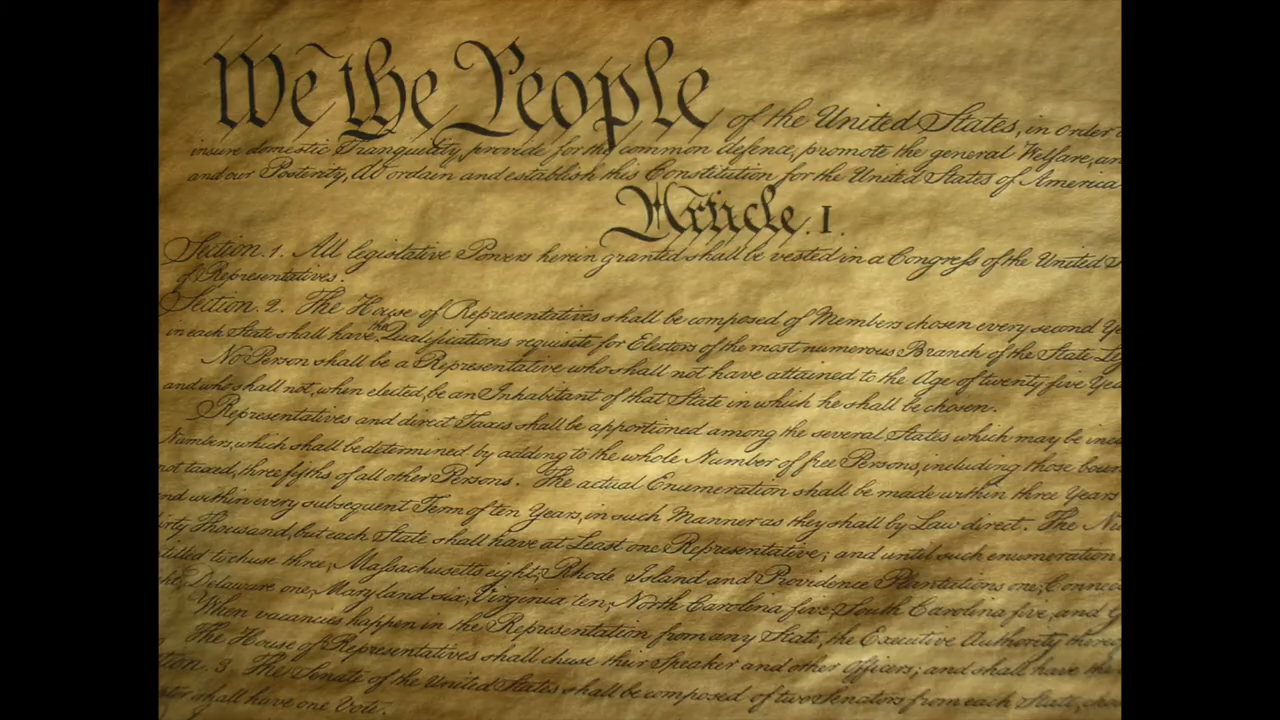 We the People of the United States, in order
insure domestic Tranquility, provide for the common defence, promote the general Welfare, an
and our Posterity, do ordain and establish this Constitution for the United States of America
Article. I.
Section. 1. All legislative Powers herein granted shall be vested in a Congress of the United S
of Representatives.
Section. 2. The House of Representatives shall be composed of Members chosen every second Ye
in each State shall have the Qualifications requisite for Electors of the most numerous Branch of the State Leg
No Person shall be a Representative who shall not have attained to the Age of twenty five Yea
and who shall not, when elected, be an Inhabitant of that State in which he shall be chosen.
Representatives and direct Taxes shall be apportioned among the several States which may be inc
Numbers, which shall be determined by adding to the whole Number of free Persons, including those boun
not taxed, three fifths of all other Persons. The actual Enumeration shall be made within three Years
and within every subsequent Term of ten Years, in such Manner as they shall by Law direct. The Nu
irty Thousand, but each State shall have at Least one Representative; and until such enumeration
titled to chuse three, Massachusetts eight, Rhode Island and Providence Plantations one, Connec
ht, Delaware one, Maryland six, Virginia ten, North Carolina five, South Carolina five, and G
When vacancies happen in the Representation from any State, the Executive Authority thereo
The House of Representatives shall chuse their Speaker and other Officers; and shall have the
tion. 3. The Senate of the United States shall be composed of two Senators from each State, cho
ator shall have one Vote.